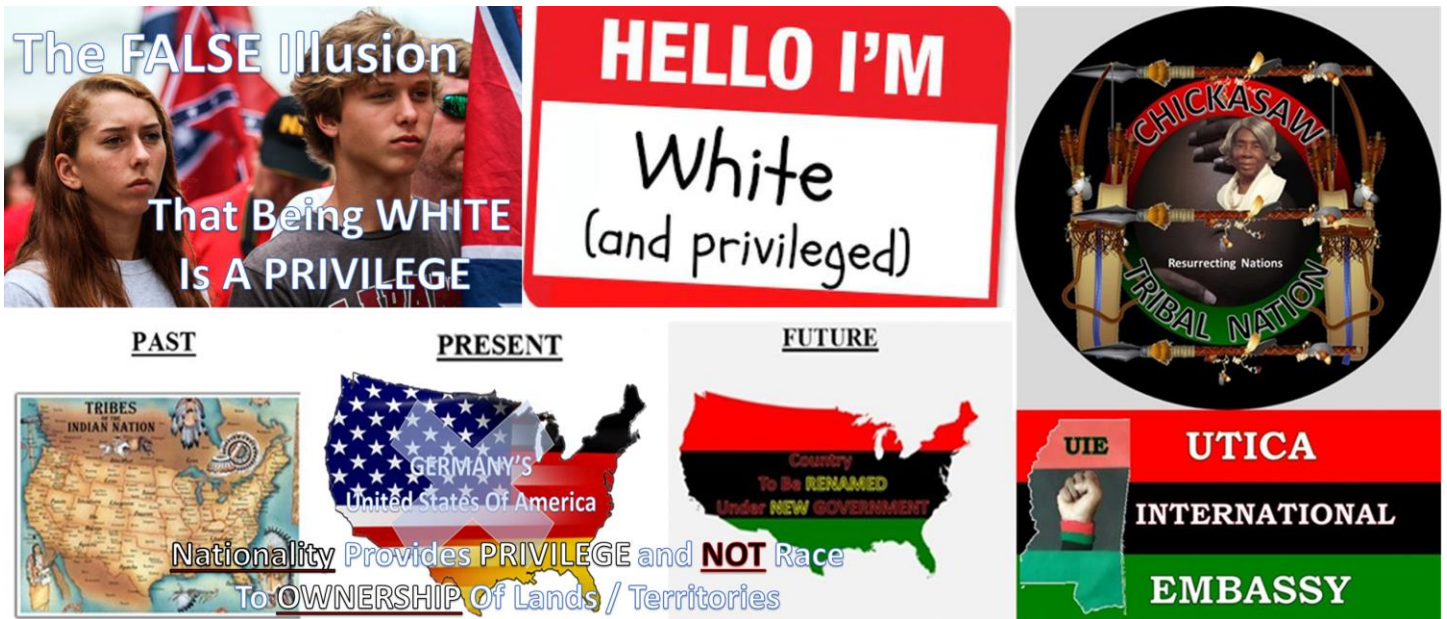 The FALSE Illusion
That Being WHITE
Is A PRIVILEGE
HELLO I'M
White
(and privileged)
CHICKASAW
Resurrecting Nations
TRIBAL NATION
PAST
PRESENT
FUTURE
TRIBES
OF THE
INDIAN NATION
GERMANY'S
United States Of America
Country
To Be RENAMED
Under NEW GOVERNMENT
Nationality Provides PRIVILEGE and NOT Race
To OWNERSHIP Of Lands / Territories
UIE
UTICA
INTERNATIONAL
EMBASSY